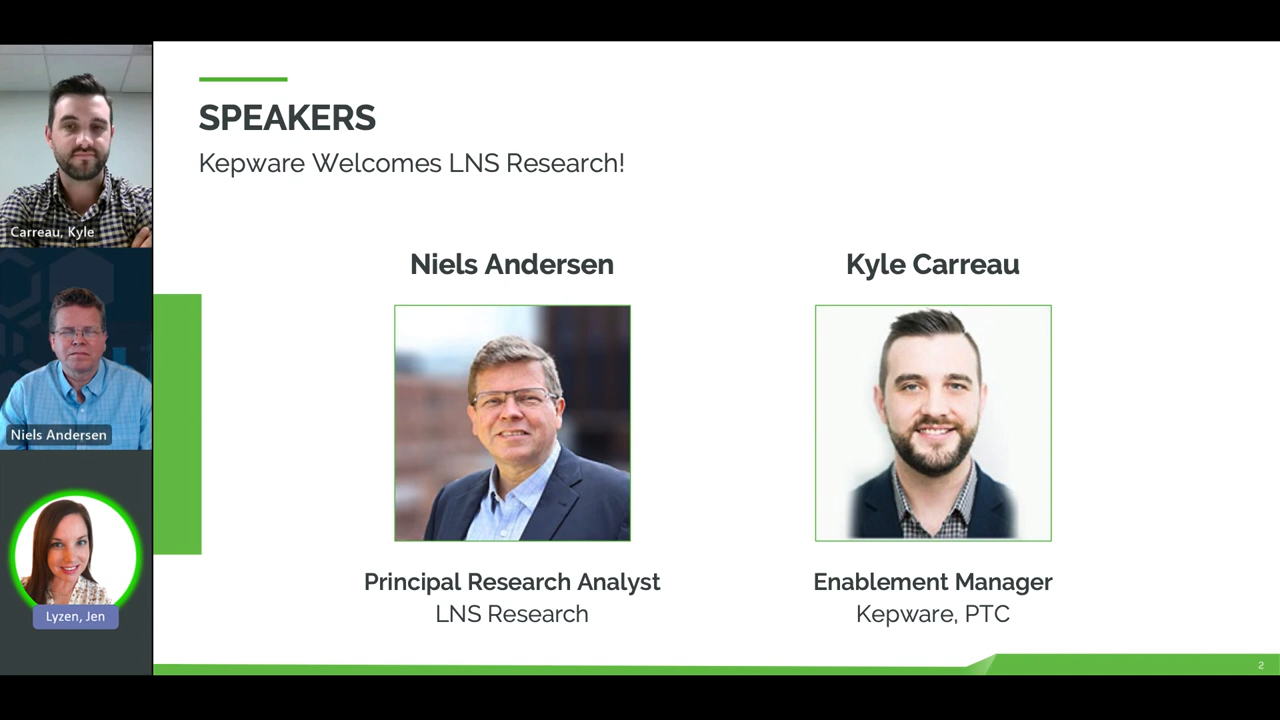 SPEAKERS
Kepware Welcomes LNS Research!
Carreau, Kyle
Niels Andersen
Lyzen, Jen
Niels Andersen
Kyle Carreau
Principal Research Analyst
LNS Research
Enablement Manager
Kepware, PTC
2